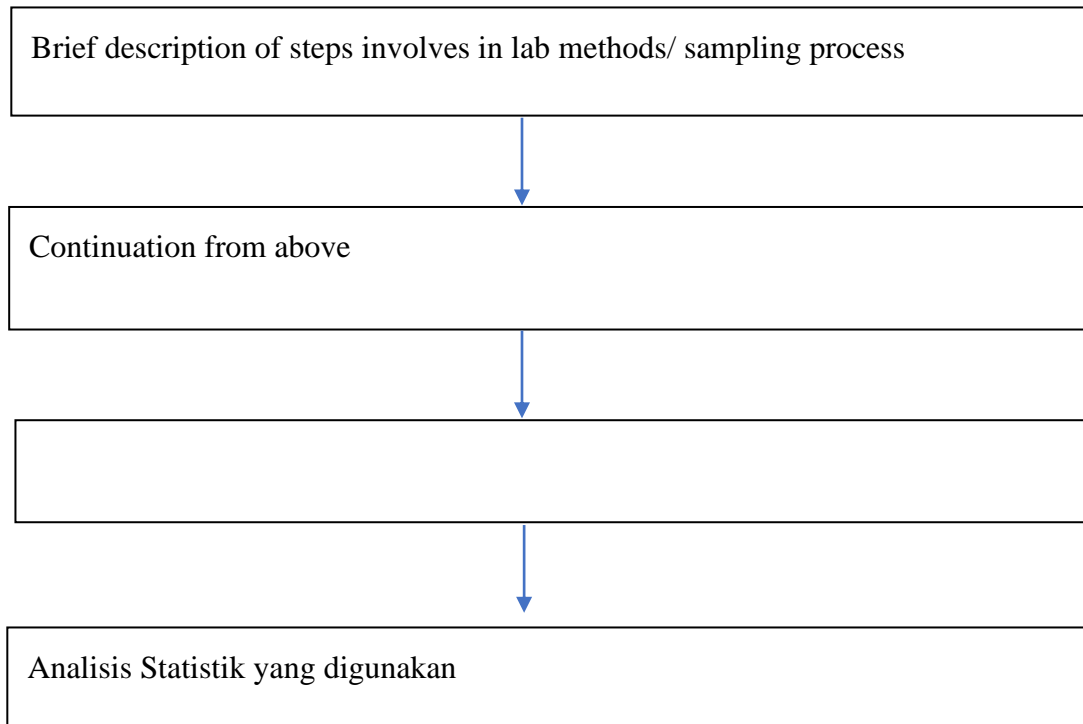 Brief description of steps involves in lab methods/ sampling process
Continuation from above
Analisis Statistik yang digunakan